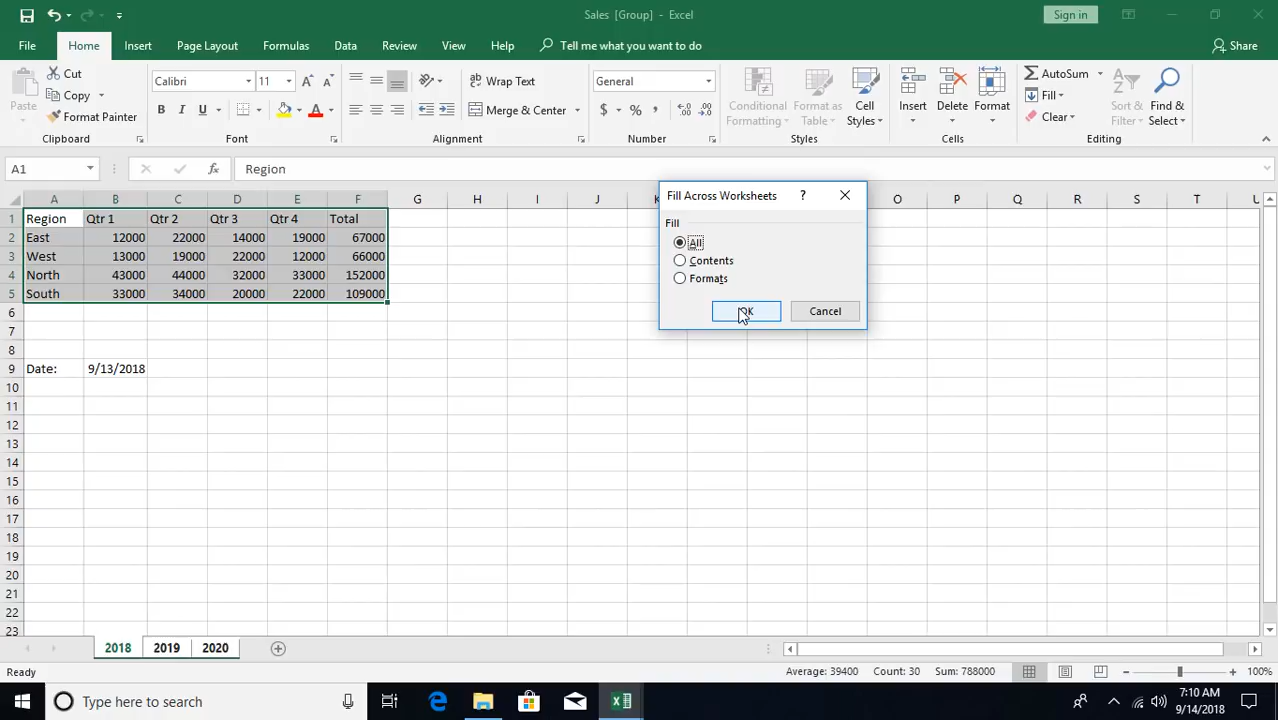 Sales [Group] - Excel
Sign in
File Home Insert Page Layout Formulas Data Review View Help Tell me what you want to do Share
Paste Cut Copy Format Painter
Calibri 11
B I U A
Wrap Text
Merge & Center
General
$ % ,
Conditional Formatting
Format as Table
Cell Styles
Insert Delete Format
AutoSum
Fill
Clear
Sort & Filter
Find & Select
Clipboard Font Alignment Number Styles Cells Editing
A1 fx Region
A B C D E F G H I J O P Q R S T U
1 Region Qtr 1 Qtr 2 Qtr 3 Qtr 4 Total
2 East 12000 22000 14000 19000 67000
3 West 13000 19000 22000 12000 66000
4 North 43000 44000 32000 33000 152000
5 South 33000 34000 20000 22000 109000
6
7
8
9 Date: 9/13/2018
10
11
12
13
14
15
16
17
18
19
20
21
22
23
Fill Across Worksheets ?
Fill
All
Contents
Formats
OK Cancel
2018 2019 2020
Ready Average: 39400 Count: 30 Sum: 788000 100%
Type here to search
7:10 AM
9/14/2018